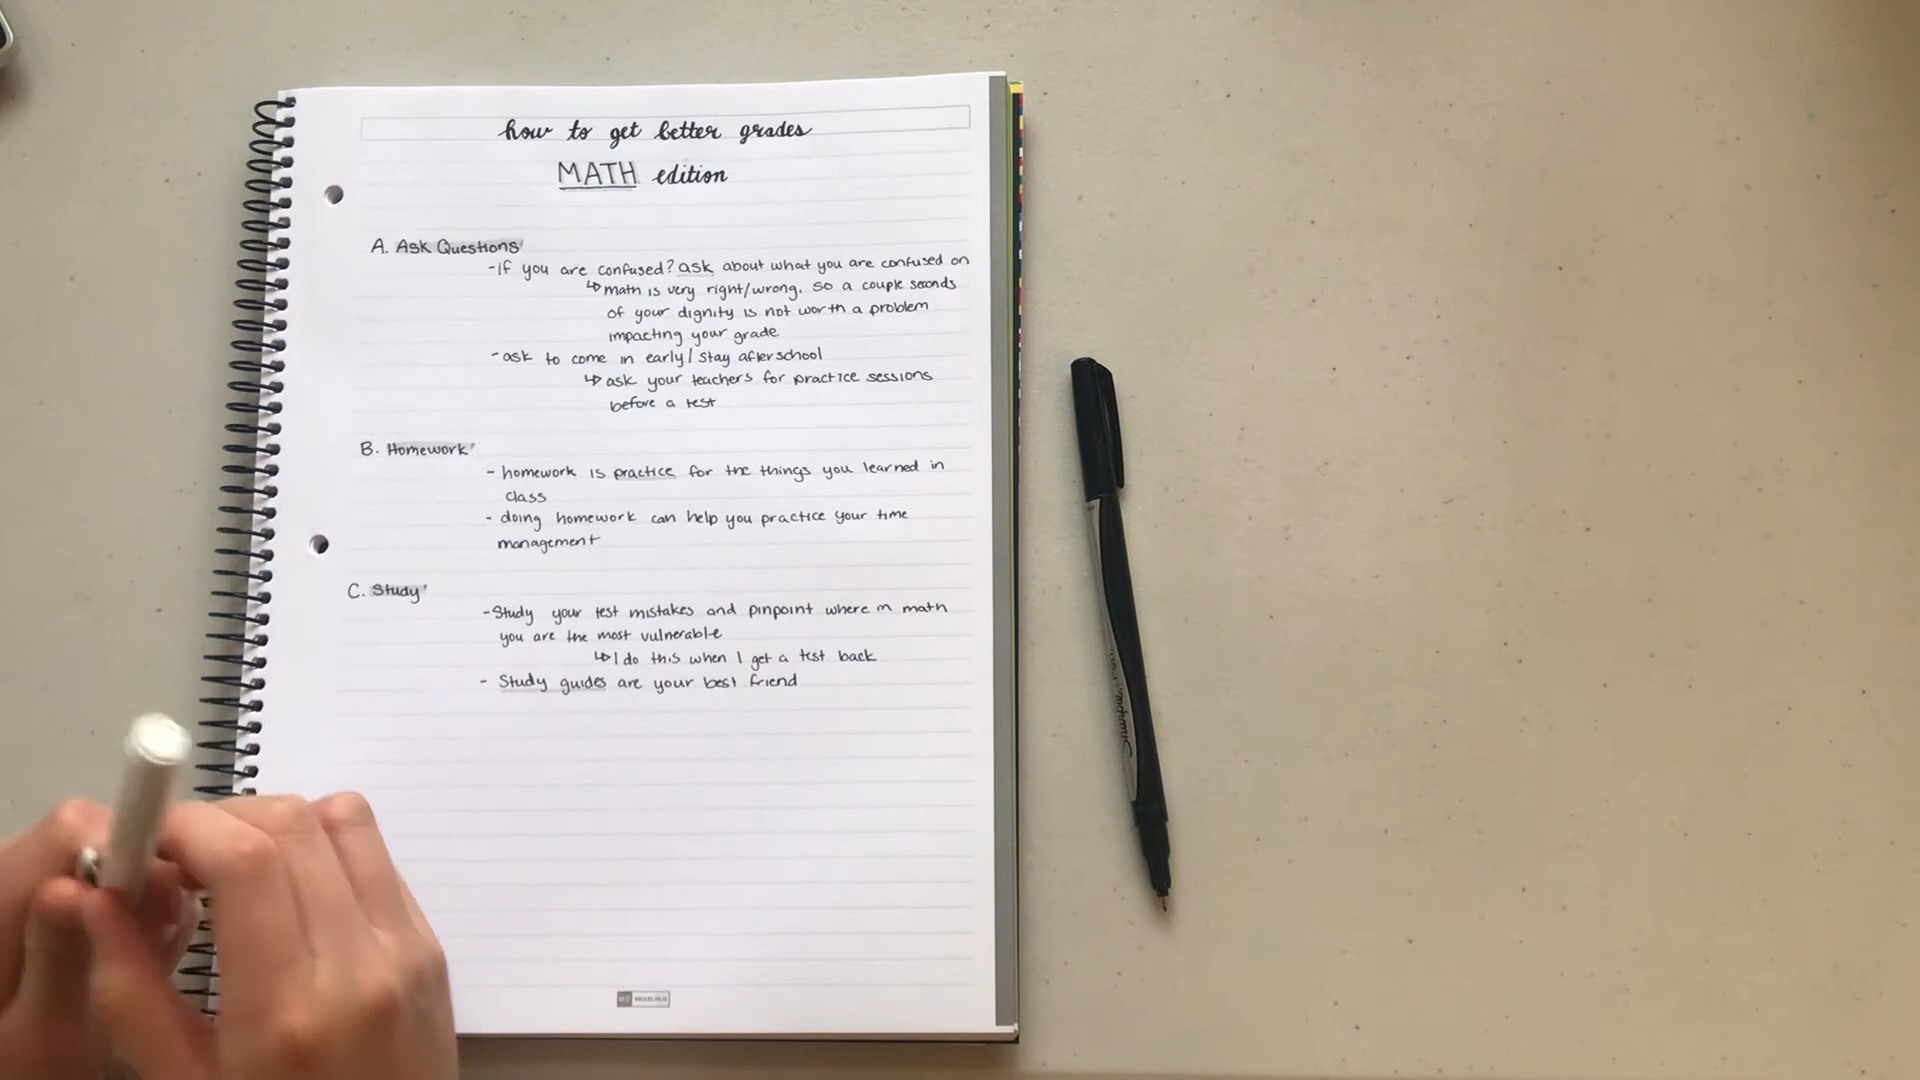 how to get better grades
MATH edition
A. Ask Questions
-if you are confused? ask about what you are confused on
↳ math is very right/wrong. so a couple seconds
of your dignity is not worth a problem
impacting your grade
- ask to come in early/stay afterschool
↳ ask your teachers for practice sessions
before a test
B. Homework
- homework is practice for the things you learned in
class
- doing homework can help you practice your time
management
C. Study
-Study your test mistakes and pinpoint where in math
you are the most vulnerable
↳ I do this when I get a test back
- Study guides are your best friend
Sharpie